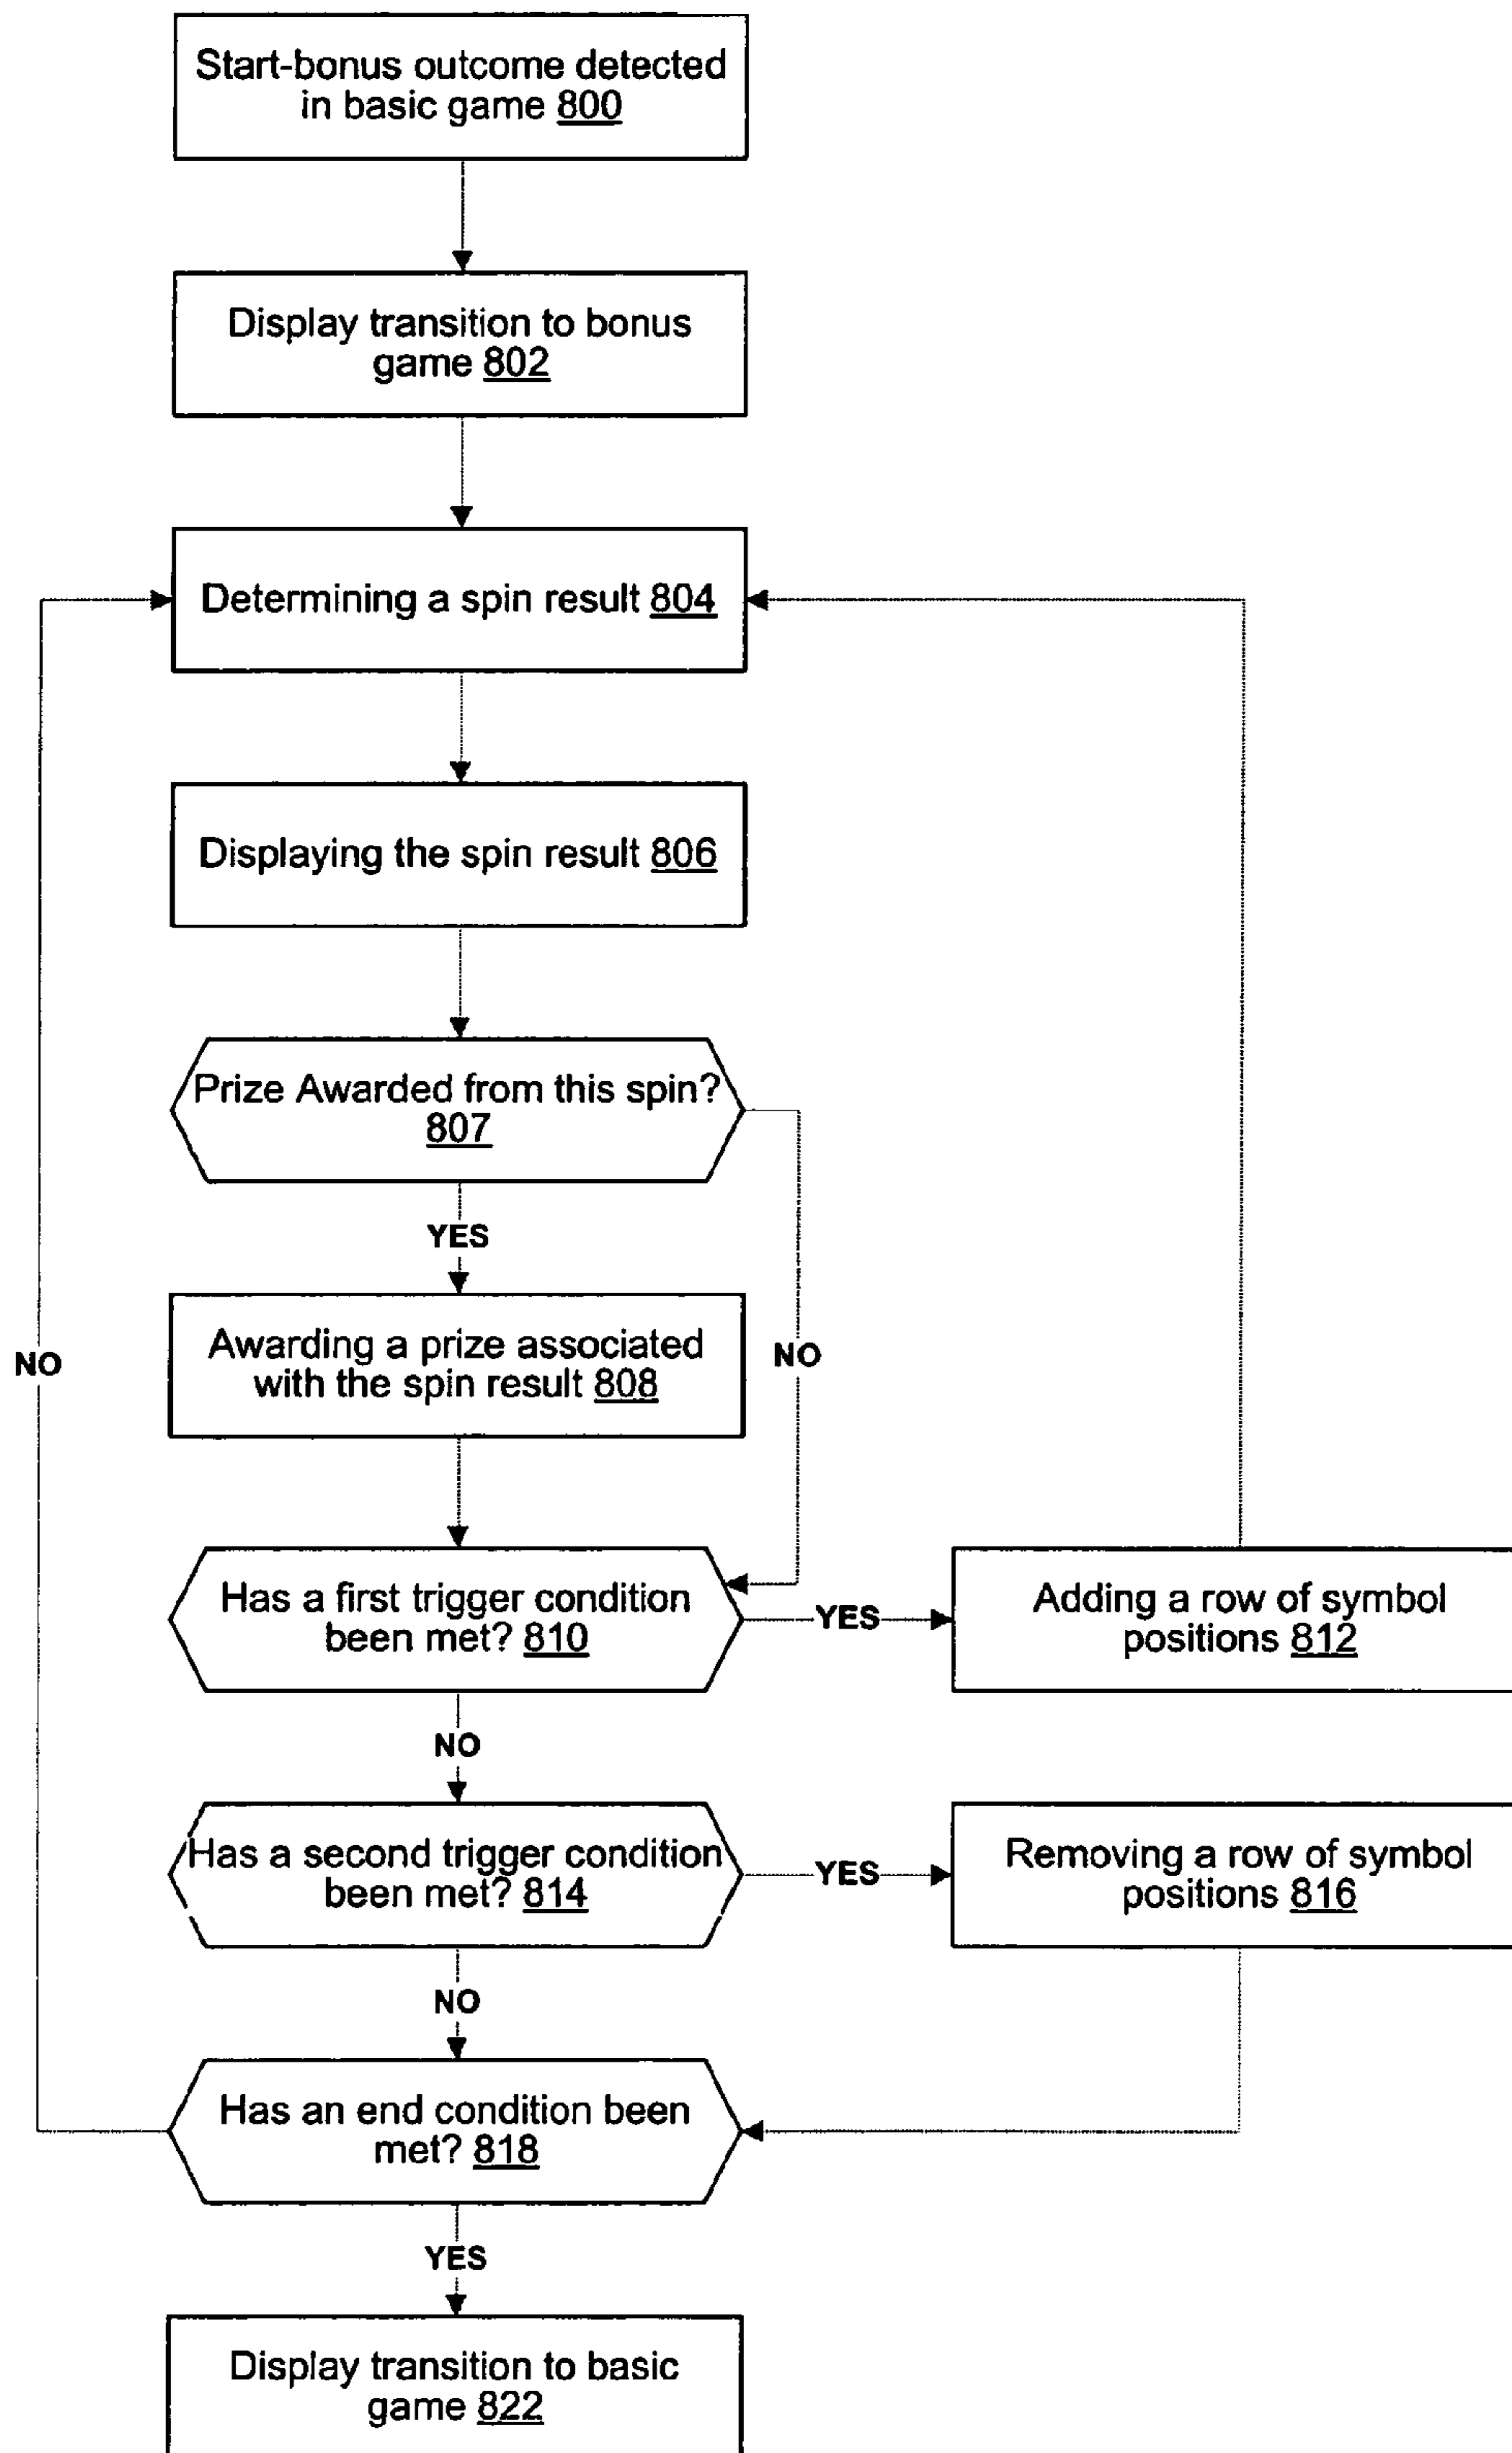 Start-bonus outcome detected
in basic game 800
Display transition to bonus
game 802
Determining a spin result 804
Displaying the spin result 806
Prize Awarded from this spin?
807
YES
Awarding a prize associated
with the spin result 808
NO
NO
Has a first trigger condition
been met? 810
YES
Adding a row of symbol
positions 812
NO
Has a second trigger condition
been met? 814
YES
Removing a row of symbol
positions 816
NO
Has an end condition been
met? 818
YES
Display transition to basic
game 822